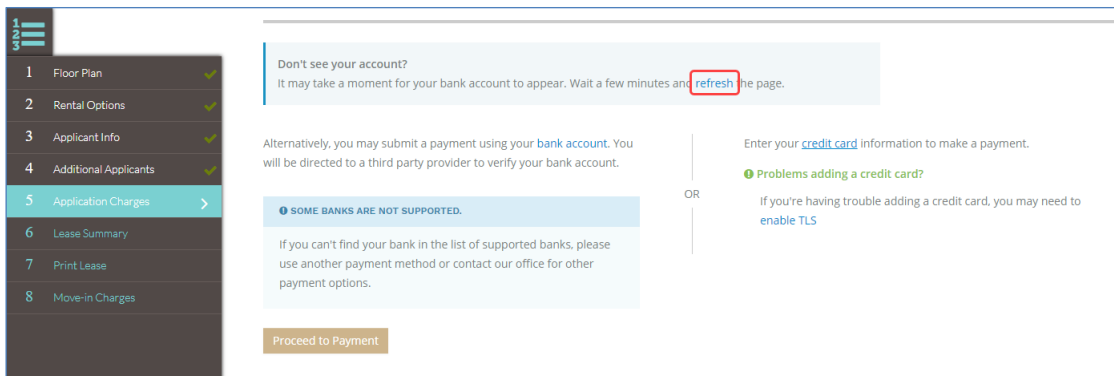 1 Floor Plan
2 Rental Options
3 Applicant Info
4 Additional Applicants
5 Application Charges
6 Lease Summary
7 Print Lease
8 Move-in Charges
Don't see your account?
It may take a moment for your bank account to appear. Wait a few minutes and refresh the page.
Alternatively, you may submit a payment using your bank account. You
will be directed to a third party provider to verify your bank account.
SOME BANKS ARE NOT SUPPORTED.
If you can't find your bank in the list of supported banks, please
use another payment method or contact our office for other
payment options.
OR
Enter your credit card information to make a payment.
Problems adding a credit card?
If you're having trouble adding a credit card, you may need to
enable TLS
Proceed to Payment